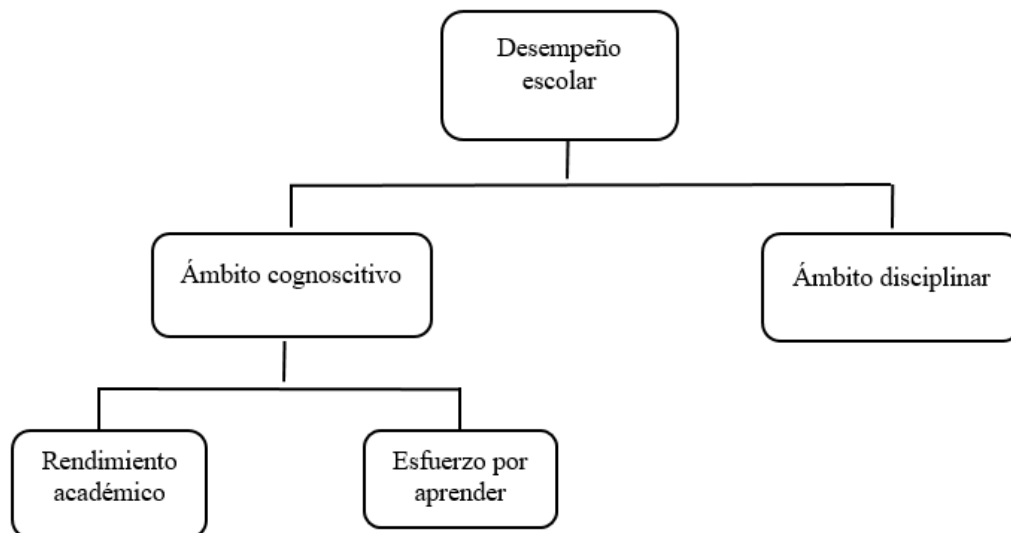 Desempeño
escolar
Ámbito cognoscitivo
Ámbito disciplinar
Rendimiento
académico
Esfuerzo por
aprender